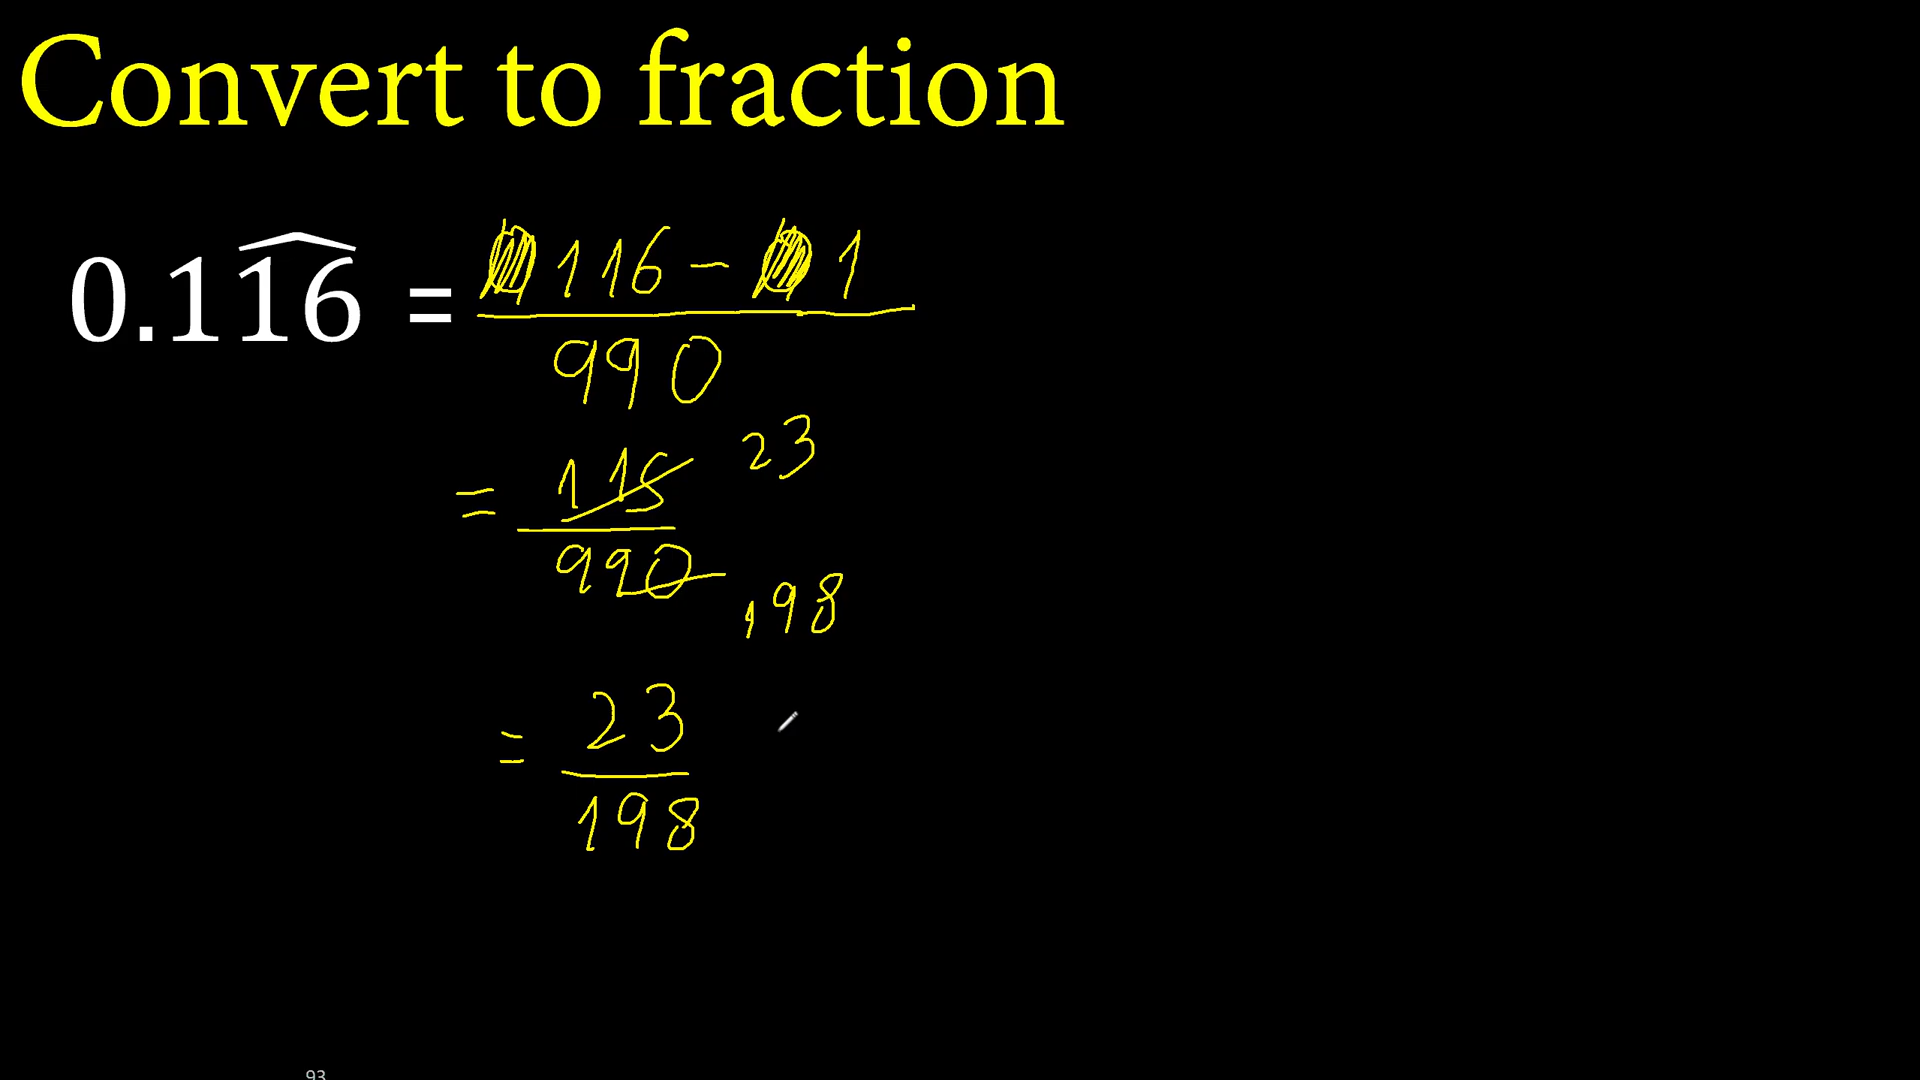 Convert to fraction
0.116 = 116 - 1
990
= 115 23
990 198
= 23
198
93